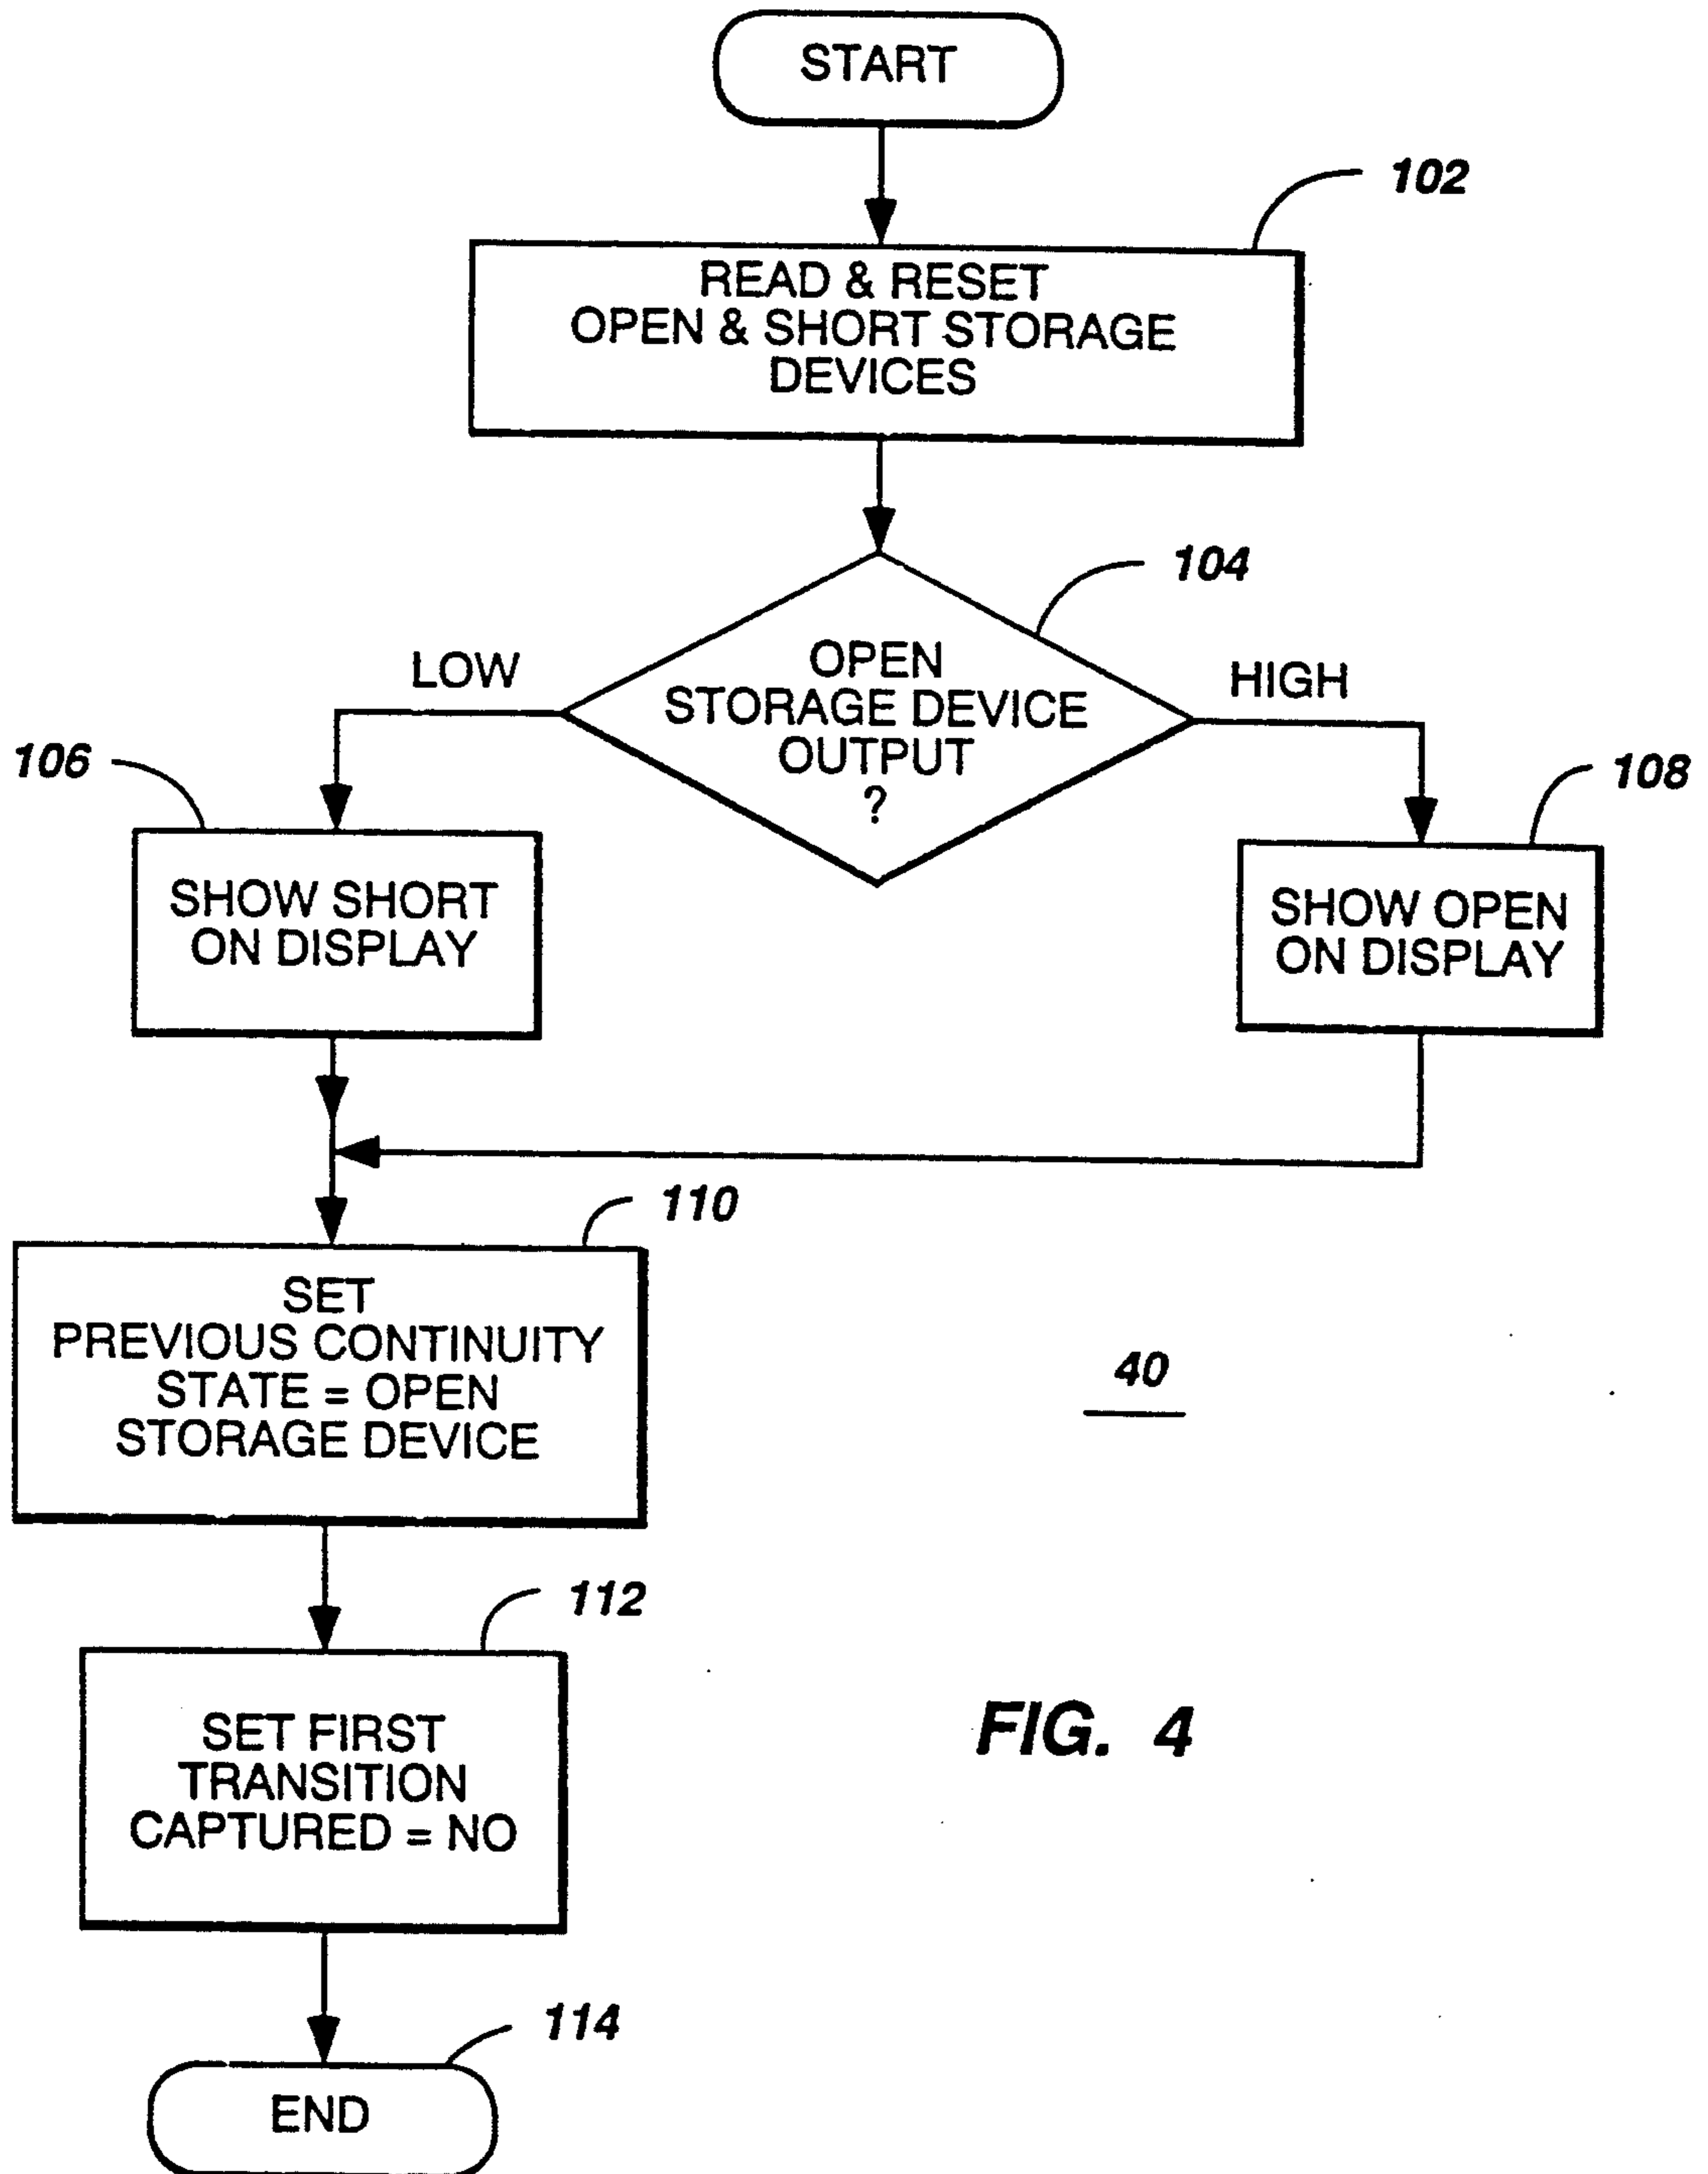 START
102
READ & RESET
OPEN & SHORT STORAGE
DEVICES
104
OPEN
STORAGE DEVICE
OUTPUT
?
LOW
HIGH
106
108
SHOW SHORT
ON DISPLAY
SHOW OPEN
ON DISPLAY
110
SET
PREVIOUS CONTINUITY
STATE = OPEN
STORAGE DEVICE
40
112
SET FIRST
TRANSITION
CAPTURED = NO
FIG. 4
114
END